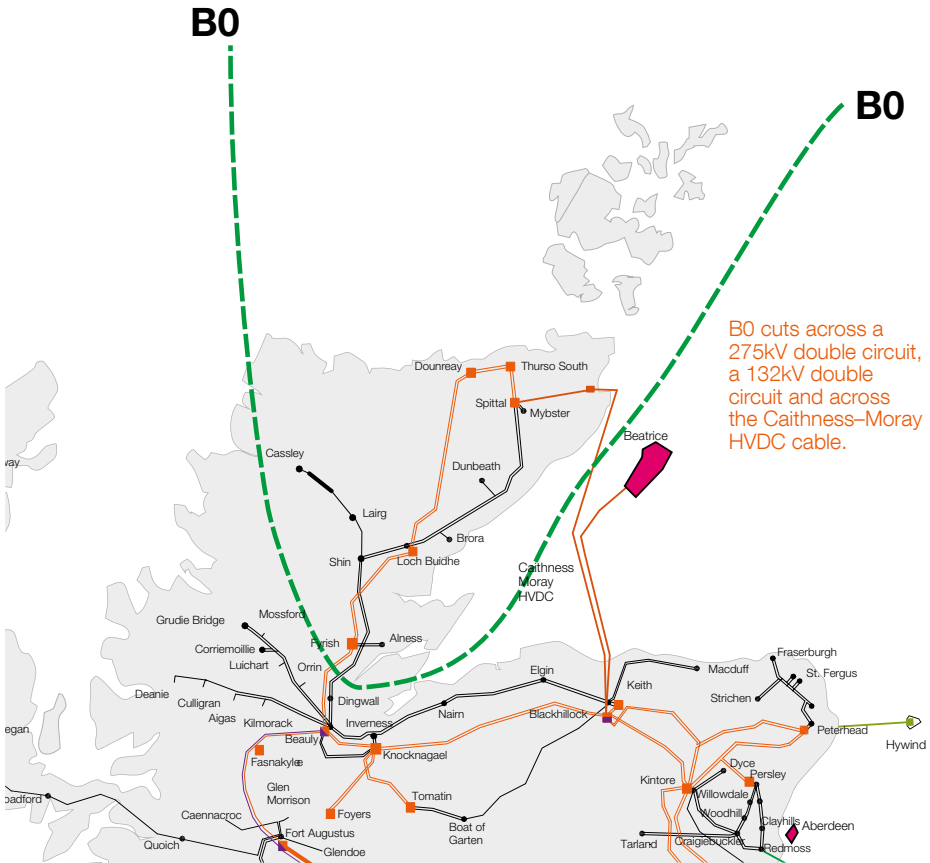 B0
B0
B0 cuts across a
275kV double circuit,
a 132kV double
circuit and across
the Caithness–Moray
HVDC cable.
Dounreay
Thurso South
Spittal
Mybster
Beatrice
way
Cassley
Dunbeath
Lairg
Brora
Shin
Loch Buidhe
Caithness
Moray
HVDC
Grudie Bridge
Mossford
Fyrish
Alness
Corriemoillie
Luichart
Orrin
Fraserburgh
Elgin
Macduff
St. Fergus
Deanie
Keith
Strichen
Culligran
Dingwall
Aigas
Nairn
Blackhillock
Kilmorack
Inverness
egan
Peterhead
Beauly
Hywind
Knocknagael
Fasnakyle
Dyce
Persley
Kintore
Glen
Morrison
Willowdale
oadford
Tomatin
Foyers
Woodhill
Caennacroc
Clayhills
Aberdeen
Boat of
Garten
Fort Augustus
Quoich
Glendoe
Tarland
Craigiebuckler
Redmoss